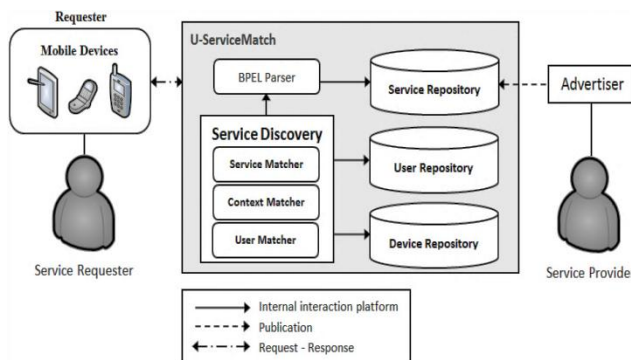 Requester
Mobile Devices
Service Requester
U-ServiceMatch
BPEL Parser
Service Discovery
Service Matcher
Context Matcher
User Matcher
Service Repository
User Repository
Device Repository
Advertiser
Service Provide
Internal interaction platform
Publication
Request - Response